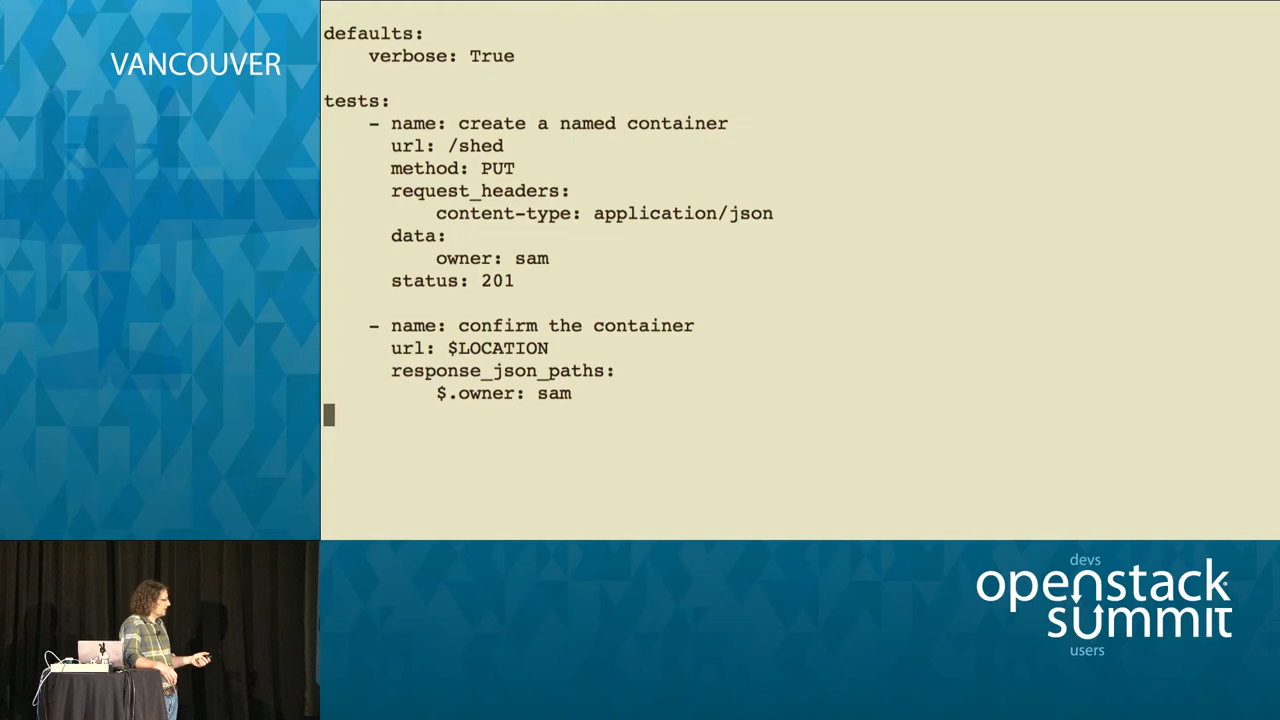 VANCOUVER
defaults:
    verbose: True
tests:
    - name: create a named container
      url: /shed
      method: PUT
      request_headers:
          content-type: application/json
      data:
          owner: sam
      status: 201
    - name: confirm the container
      url: $LOCATION
      response_json_paths:
          $.owner: sam
devs
openstack
summit
users